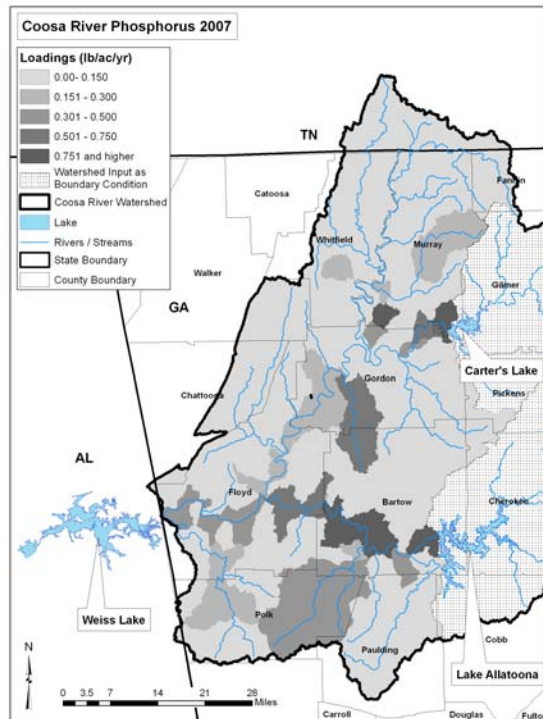 Coosa River Phosphorus 2007
Loadings (lb/ac/yr)
0.00- 0.150
0.151 - 0.300
0.301 - 0.500
0.501 - 0.750
0.751 and higher
Watershed Input as
Boundary Condition
Coosa River Watershed
Lake
Rivers / Streams
State Boundary
County Boundary
TN
Catoosa
Fannin
Whitfield
Murray
Walker
Gilmer
GA
Carter's Lake
Gordon
Pickens
Chattooga
AL
Floyd
Bartow
Cherokee
Weiss Lake
Polk
Paulding
Cobb
Lake Allatoona
N
0 3.5 7 14 21 28
Miles
Carroll
Douglas
Fulto